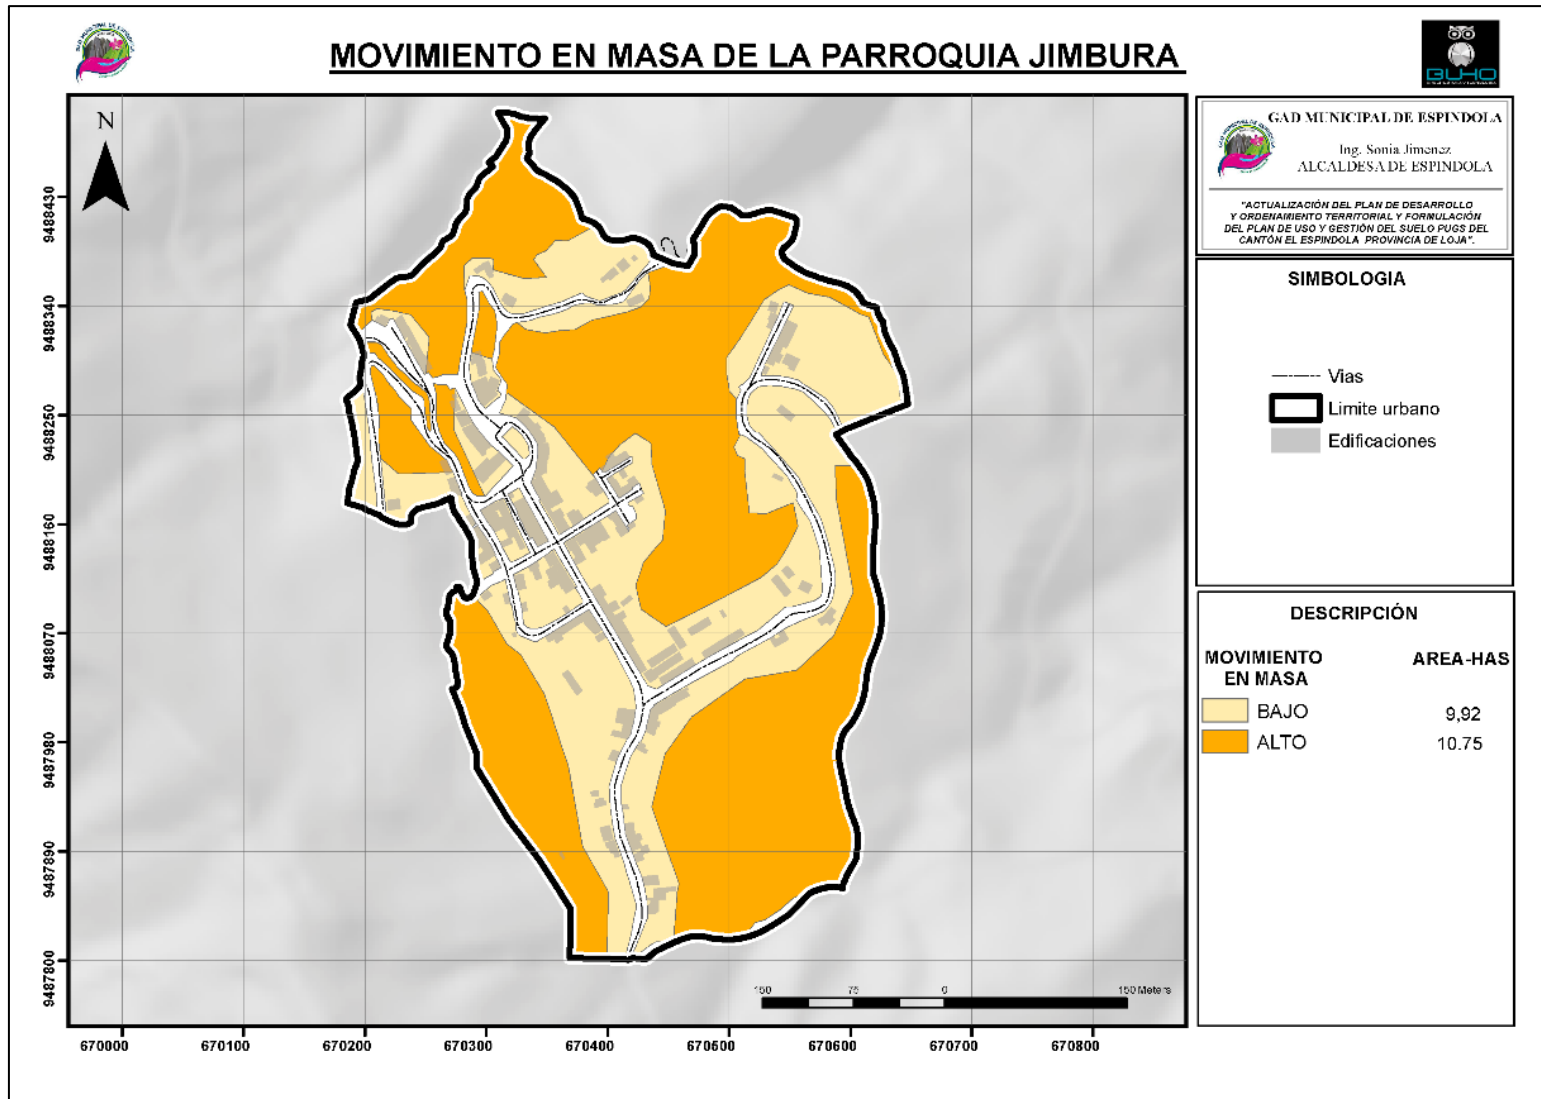 MOVIMIENTO EN MASA DE LA PARROQUIA JIMBURA
BUHO
GAD MUNICIPAL DE ESPINDOLA
Ing. Sonia Jimenez
ALCALDESA DE ESPINDOLA
"ACTUALIZACIÓN DEL PLAN DE DESARROLLO
Y ORDENAMIENTO TERRITORIAL Y FORMULACIÓN
DEL PLAN DE USO Y GESTIÓN DEL SUELO PUGS DEL
CANTÓN EL ESPINDOLA PROVINCIA DE LOJA".
SIMBOLOGIA
Vias
Limite urbano
Edificaciones
DESCRIPCIÓN
MOVIMIENTO
EN MASA
AREA-HAS
BAJO 9,92
ALTO 10.75
N
9488430
9488340
9488250
9488160
9488070
9487980
9487890
9487800
150 75 0 150 Meters
670000 670100 670200 670300 670400 670500 670600 670700 670800